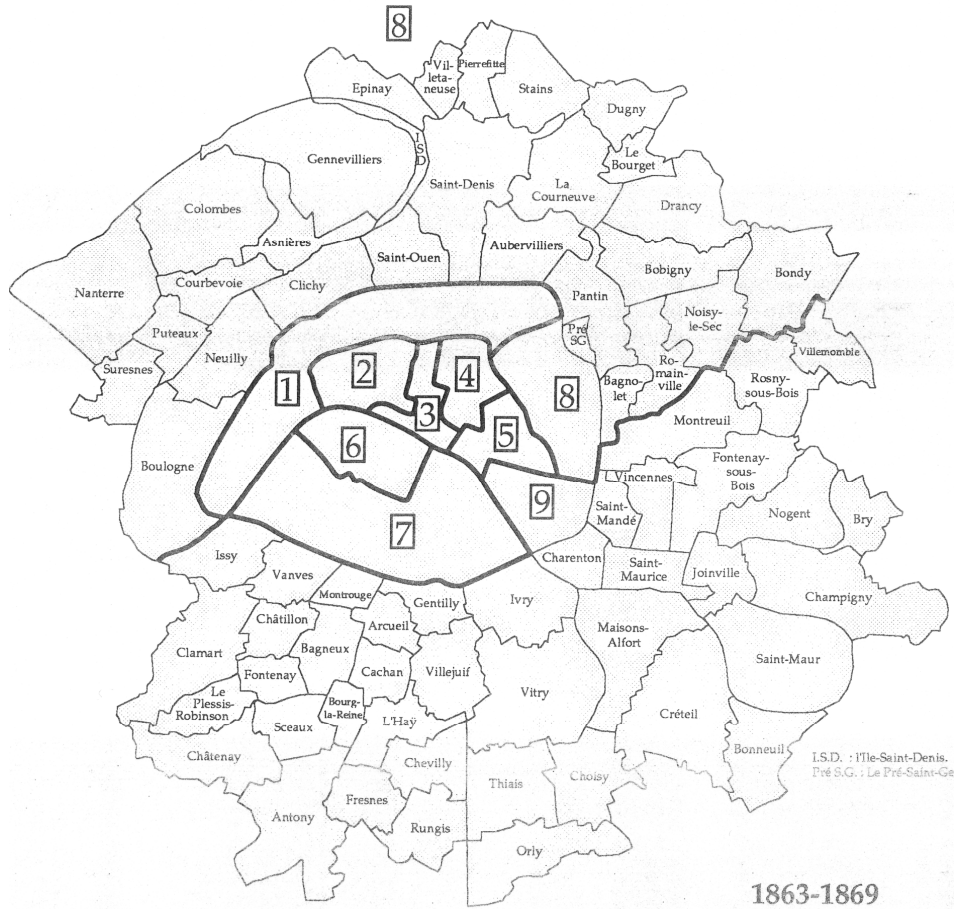 8
Epinay
Vil-
leta-
neuse
Pierrefitte
Stains
Dugny
Le
Bourget
I
S
D
Gennevilliers
Saint-Denis
La
Courneuve
Drancy
Colombes
Asnières
Saint-Ouen
Aubervilliers
Bobigny
Bondy
Nanterre
Courbevoie
Clichy
Pantin
Noisy-
le-Sec
Puteaux
Neuilly
Pré
SG
Suresnes
Ro-
main-
ville
Villemomble
Bagno-
let
Rosny-
sous-Bois
1
2
3
4
5
6
7
8
9
Montreuil
Boulogne
Vincennes
Fontenay-
sous-
Bois
Saint-
Mandé
Nogent
Bry
Issy
Charenton
Saint-
Maurice
Joinville
Champigny
Vanves
Montrouge
Gentilly
Ivry
Châtillon
Arcueil
Maisons-
Alfort
Clamart
Bagneux
Saint-Maur
Fontenay
Cachan
Villejuif
Vitry
Le
Plessis-
Robinson
Bourg-
la-Reine
Sceaux
L'Haÿ
Créteil
Châtenay
Chevilly
Bonneuil
Thiais
Choisy
I.S.D. : l'Ile-Saint-Denis.
Pré S.G. : Le Pré-Saint-Ge
Antony
Fresnes
Rungis
Orly
1863-1869